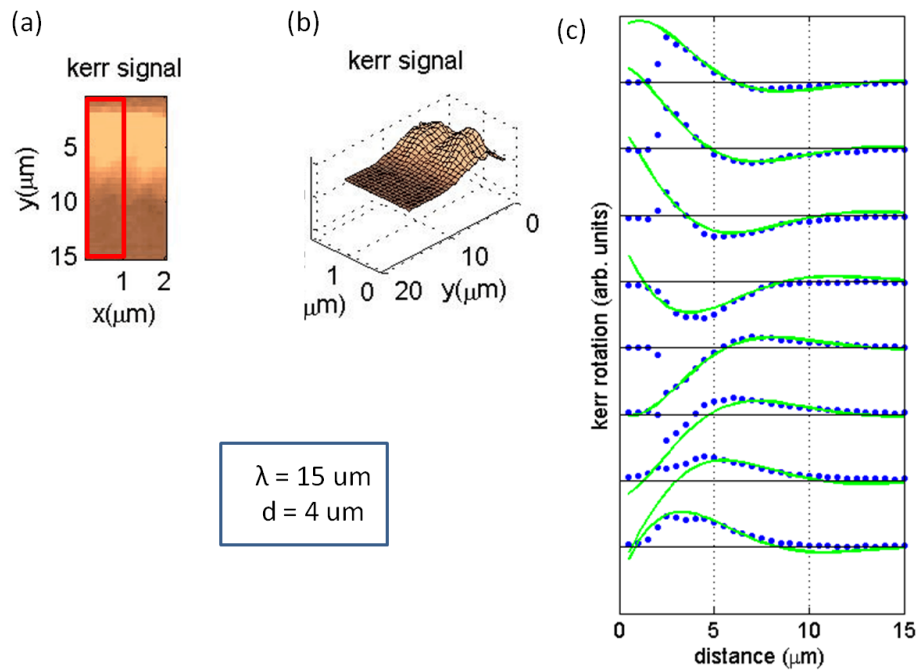 (a)
kerr signal
5
10
15
1
2
y(μm)
x(μm)
(b)
kerr signal
0
10
20
1
0
μm)
y(μm)
(c)
kerr rotation (arb. units)
0
5
10
15
distance (μm)
λ = 15 um
d = 4 um